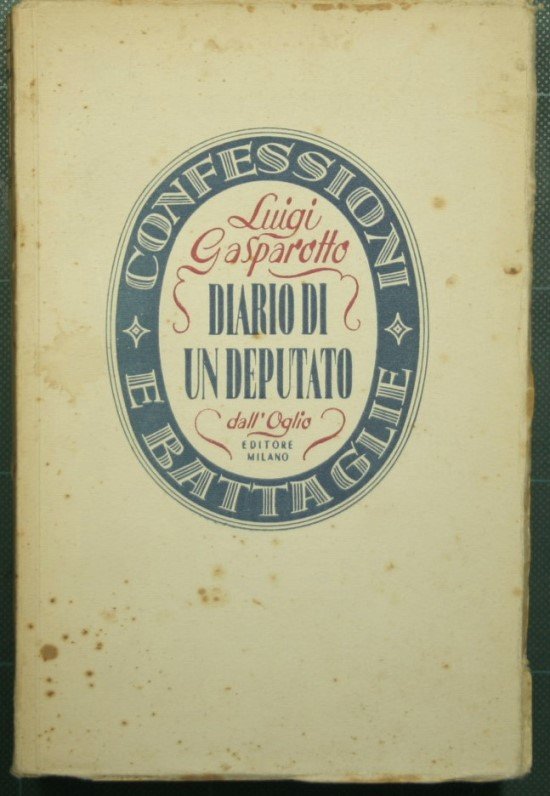 CONFESSIONI
Luigi
Gasparotto
DIARIO DI
UN DEPUTATO
dall'Oglio
EDITORE
MILANO
E BATTAGLIE